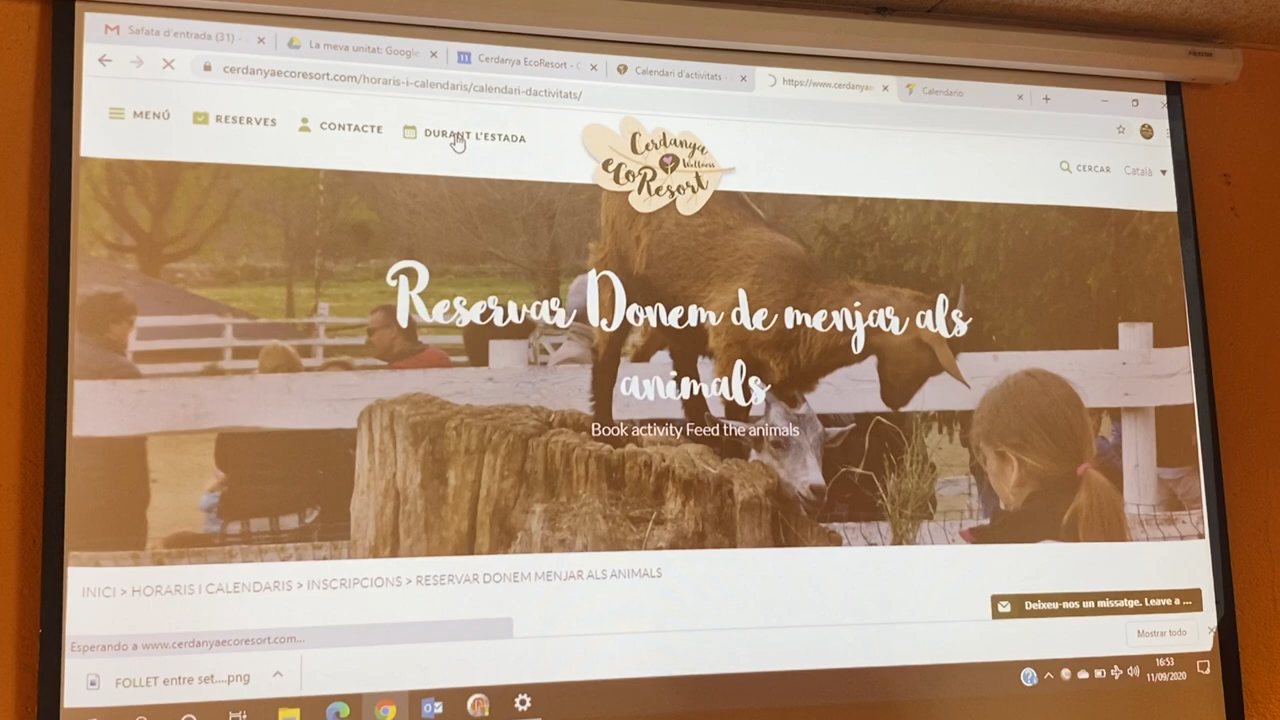 Safata d'entrada (31) -
La meva unitat: Google
Cerdanya EcoResort - C
Calendari d'activitats -
https://www.cerdanyae
Calendario
cerdanyaecoresort.com/horaris-i-calendaris/calendari-dactivitats/
MENÚ
RESERVES
CONTACTE
DURANT L'ESTADA
Cerdanya
Wellness
eco Resort
CERCAR
Català
Reservar Donem de menjar als
animals
Book activity Feed the animals
INICI > HORARIS I CALENDARIS > INSCRIPCIONS > RESERVAR DONEM MENJAR ALS ANIMALS
Deixeu-nos un missatge. Leave a ...
Esperando a www.cerdanyaecoresort.com...
Mostrar todo
FOLLET entre set....png
16:53
11/09/2020